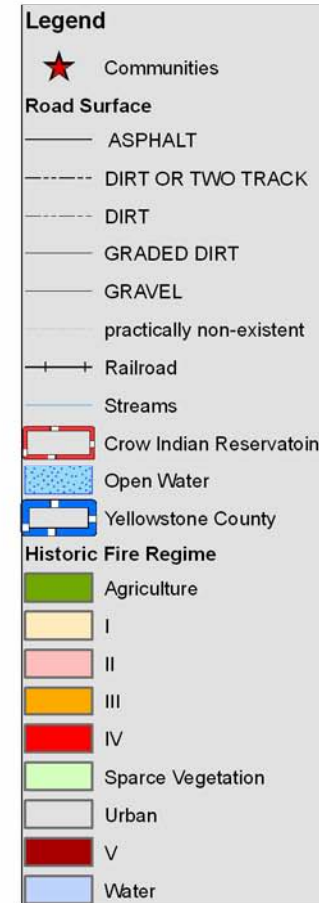 Legend
Communities
Road Surface
ASPHALT
DIRT OR TWO TRACK
DIRT
GRADED DIRT
GRAVEL
practically non-existent
Railroad
Streams
Crow Indian Reservatoin
Open Water
Yellowstone County
Historic Fire Regime
Agriculture
I
II
III
IV
Sparce Vegetation
Urban
V
Water